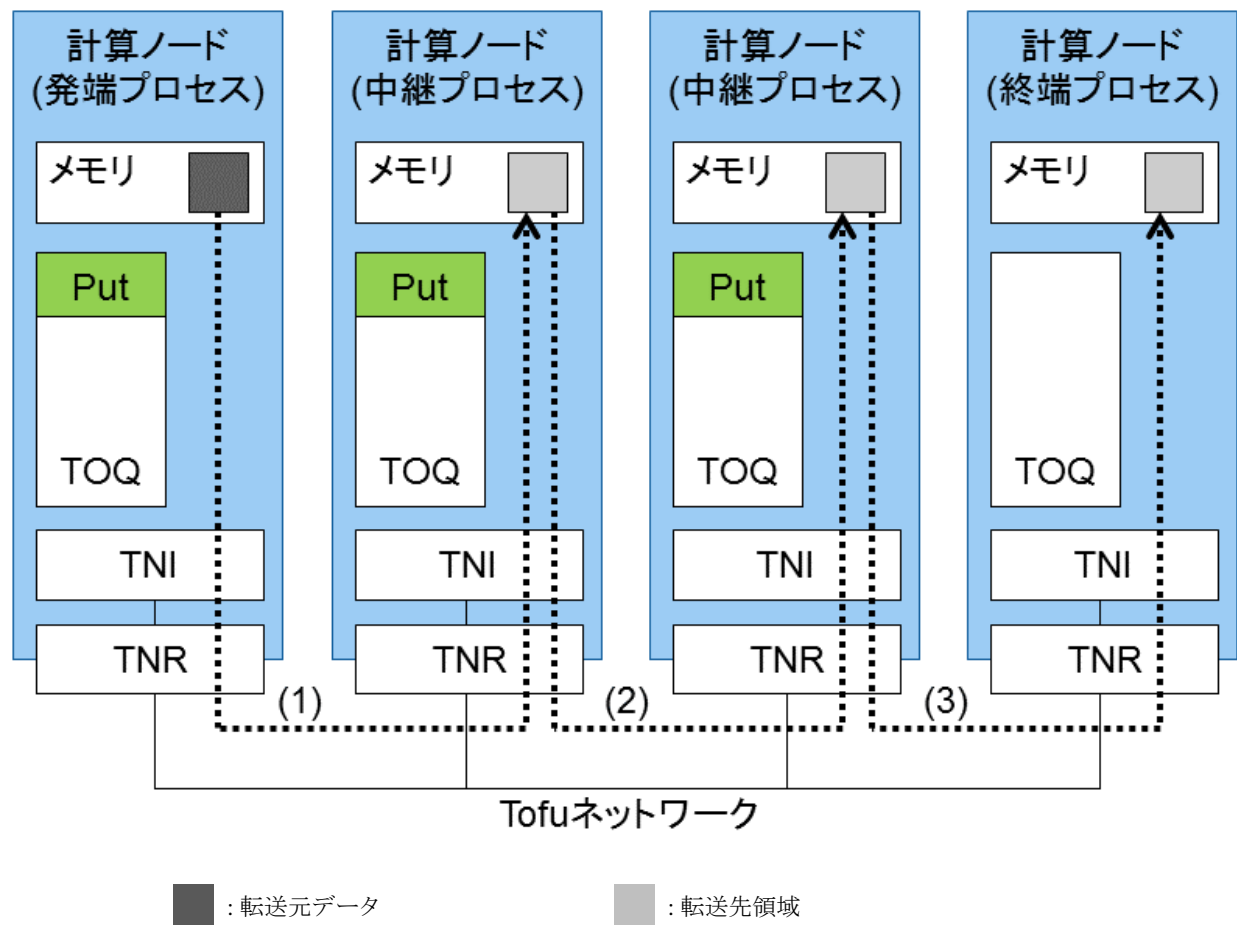 計算ノード
(発端プロセス)
メモリ
Put
TOQ
TNI
TNR
計算ノード
(中継プロセス)
メモリ
Put
TOQ
TNI
TNR
計算ノード
(中継プロセス)
メモリ
Put
TOQ
TNI
TNR
計算ノード
(終端プロセス)
メモリ
TOQ
TNI
TNR
(1)
(2)
(3)
Tofuネットワーク
: 転送元データ
: 転送先領域